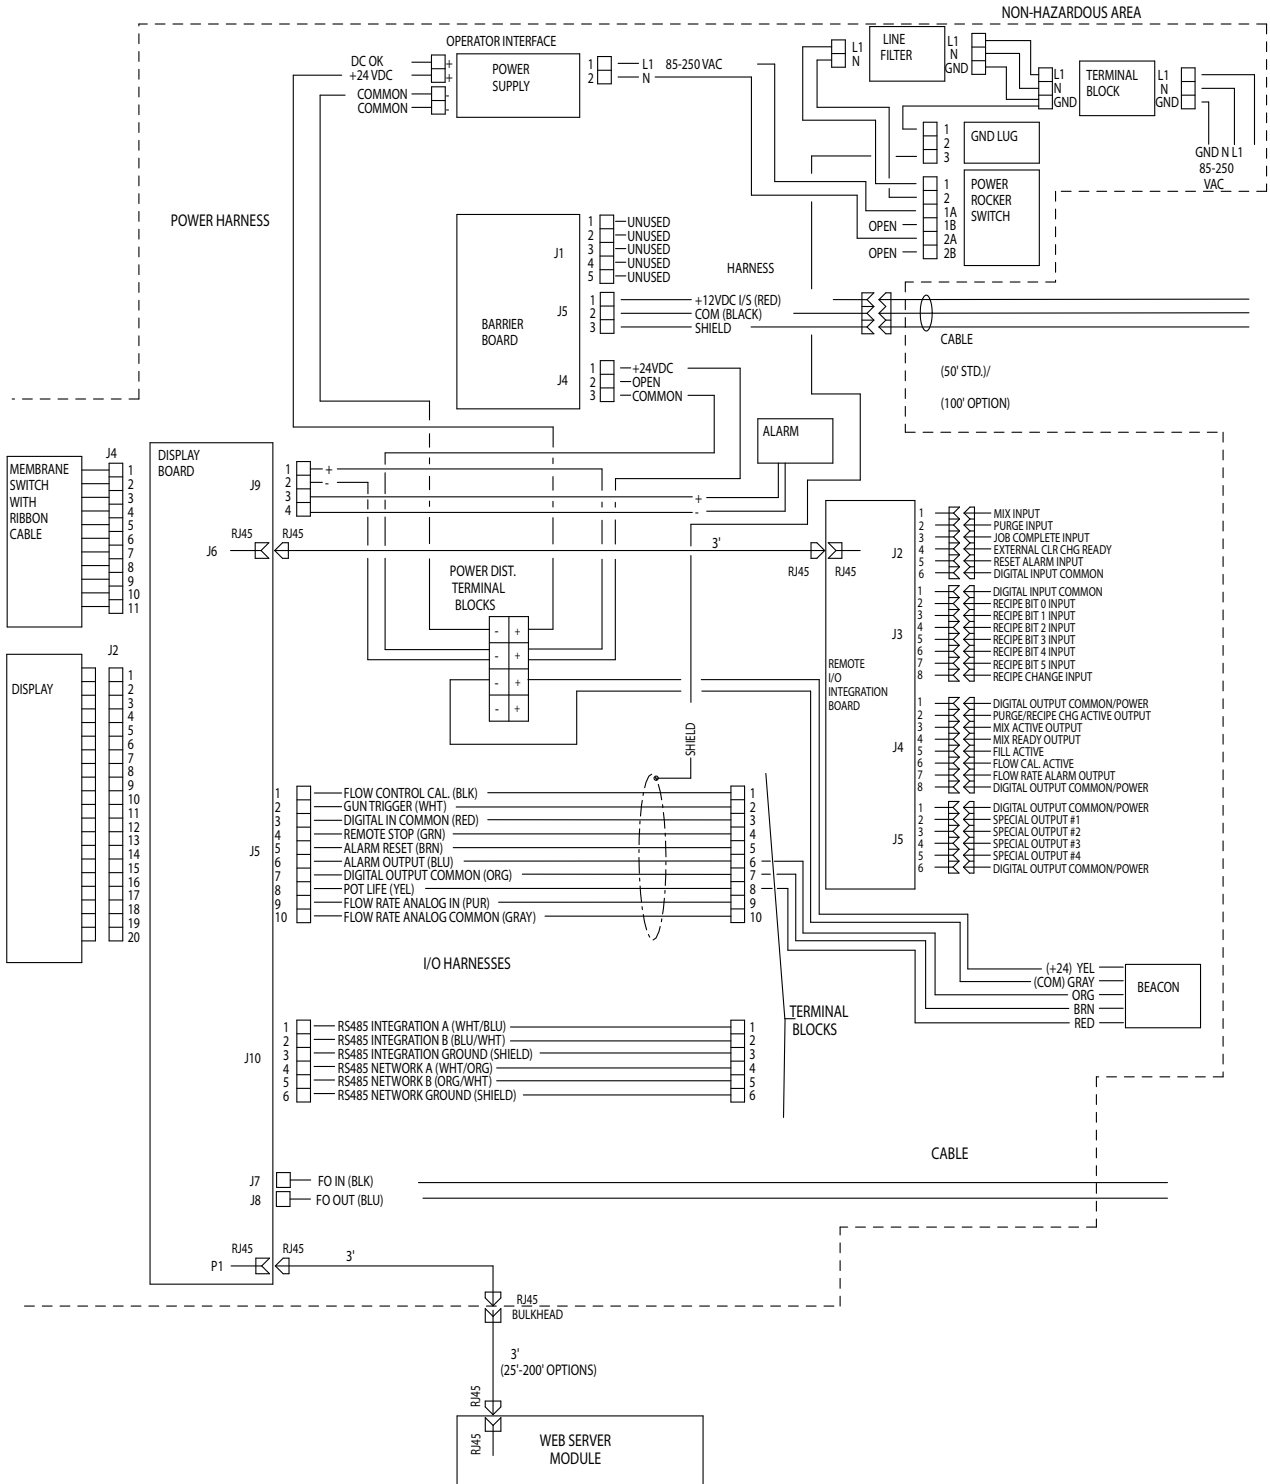 NON-HAZARDOUS AREA
OPERATOR INTERFACE
DC OK
+24 VDC
COMMON
COMMON
+
+
-
-
POWER
SUPPLY
1 L1 85-250 VAC
2 N
L1
N
LINE
FILTER
L1
N
GND
L1
N
GND
TERMINAL
BLOCK
L1
N
GND
GND N L1
85-250
VAC
1
2
3
GND LUG
1
2
1A
OPEN 1B
2A
OPEN 2B
POWER
ROCKER
SWITCH
POWER HARNESS
BARRIER
BOARD
J1
1 UNUSED
2 UNUSED
3 UNUSED
4 UNUSED
5 UNUSED
HARNESS
J5
1 +12VDC I/S (RED)
2 COM (BLACK)
3 SHIELD
CABLE
(50' STD.)/
(100' OPTION)
J4
1 +24VDC
2 OPEN
3 COMMON
ALARM
MEMBRANE
SWITCH
WITH
RIBBON
CABLE
J4
1
2
3
4
5
6
7
8
9
10
11
DISPLAY
BOARD
J9
1 +
2 -
3
4
+
-
J6
RJ45
RJ45
3'
RJ45
RJ45
POWER DIST.
TERMINAL
BLOCKS
- +
- +
- +
- +
SHIELD
REMOTE
I/O
INTEGRATION
BOARD
J2
1 MIX INPUT
2 PURGE INPUT
3 JOB COMPLETE INPUT
4 EXTERNAL CLR CHG READY
5 RESET ALARM INPUT
6 DIGITAL INPUT COMMON
J3
1 DIGITAL INPUT COMMON
2 RECIPE BIT 0 INPUT
3 RECIPE BIT 1 INPUT
4 RECIPE BIT 2 INPUT
5 RECIPE BIT 3 INPUT
6 RECIPE BIT 4 INPUT
7 RECIPE BIT 5 INPUT
8 RECIPE CHANGE INPUT
J4
1 DIGITAL OUTPUT COMMON/POWER
2 PURGE/RECIPE CHG ACTIVE OUTPUT
3 MIX ACTIVE OUTPUT
4 MIX READY OUTPUT
5 FILL ACTIVE
6 FLOW CAL. ACTIVE
7 FLOW RATE ALARM OUTPUT
8 DIGITAL OUTPUT COMMON/POWER
J5
1 DIGITAL OUTPUT COMMON/POWER
2 SPECIAL OUTPUT #1
3 SPECIAL OUTPUT #2
4 SPECIAL OUTPUT #3
5 SPECIAL OUTPUT #4
6 DIGITAL OUTPUT COMMON/POWER
DISPLAY
J2
1
2
3
4
5
6
7
8
9
10
11
12
13
14
15
16
17
18
19
20
J5
1 FLOW CONTROL CAL. (BLK) 1
2 GUN TRIGGER (WHT) 2
3 DIGITAL IN COMMON (RED) 3
4 REMOTE STOP (GRN) 4
5 ALARM RESET (BRN) 5
6 ALARM OUTPUT (BLU) 6
7 DIGITAL OUTPUT COMMON (ORG) 7
8 POT LIFE (YEL) 8
9 FLOW RATE ANALOG IN (PUR) 9
10 FLOW RATE ANALOG COMMON (GRAY) 10
I/O HARNESSES
TERMINAL
BLOCKS
(+24) YEL
(COM) GRAY
ORG
BRN
RED
BEACON
J10
1 RS485 INTEGRATION A (WHT/BLU) 1
2 RS485 INTEGRATION B (BLU/WHT) 2
3 RS485 INTEGRATION GROUND (SHIELD) 3
4 RS485 NETWORK A (WHT/ORG) 4
5 RS485 NETWORK B (ORG/WHT) 5
6 RS485 NETWORK GROUND (SHIELD) 6
CABLE
J7 FO IN (BLK)
J8 FO OUT (BLU)
P1
RJ45
RJ45
3'
RJ45
BULKHEAD
3'
(25'-200' OPTIONS)
RJ45
RJ45
WEB SERVER
MODULE